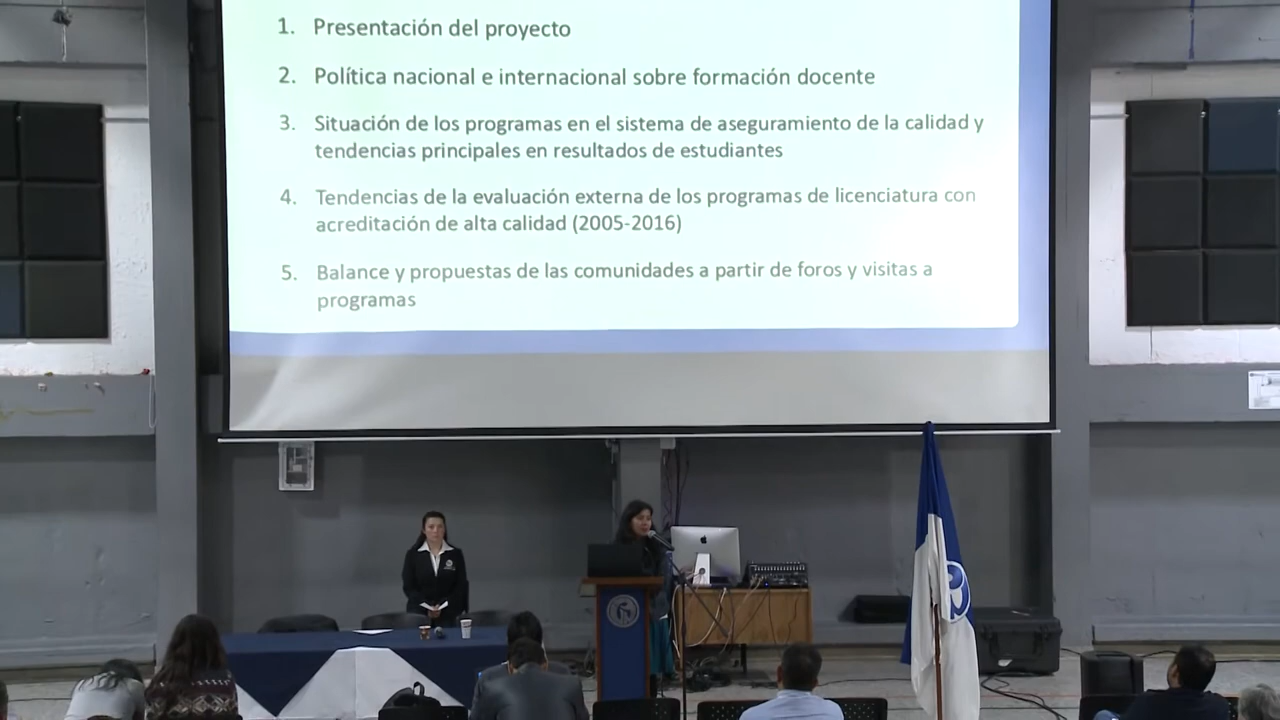 1. Presentación del proyecto
2. Política nacional e internacional sobre formación docente
3. Situación de los programas en el sistema de aseguramiento de la calidad y
tendencias principales en resultados de estudiantes
4. Tendencias de la evaluación externa de los programas de licenciatura con
acreditación de alta calidad (2005-2016)
5. Balance y propuestas de las comunidades a partir de foros y visitas a
programas